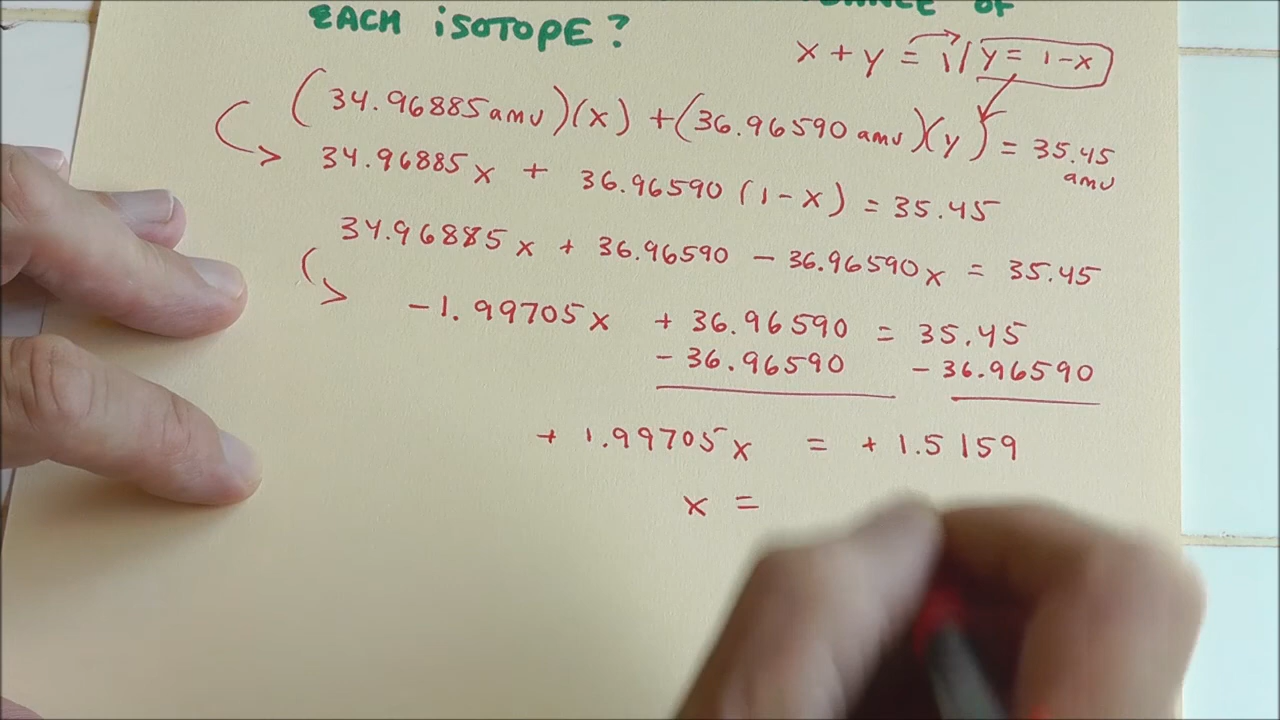 OF
EACH ISOTOPE?
x + y = 1 / y = 1 - x
(34.96885 amu)(x) + (36.96590 amu)(y) = 35.45 amu
34.96885x + 36.96590(1-x) = 35.45
34.96885x + 36.96590 - 36.96590x = 35.45
-1.99705x + 36.96590 = 35.45
- 36.96590 - 36.96590
+ 1.99705x = + 1.5159
x =